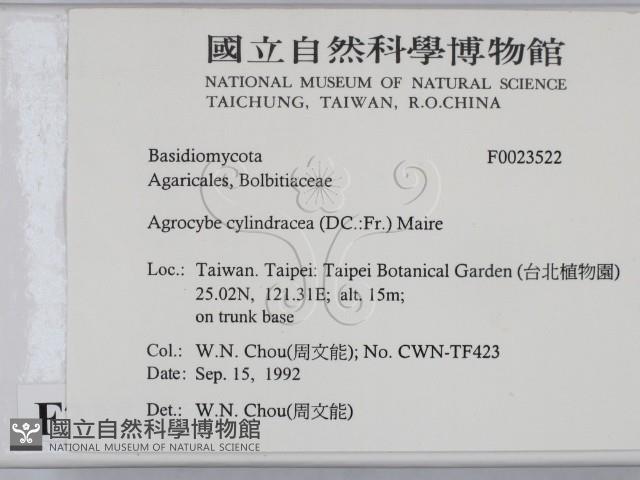 國立自然科學博物館
NATIONAL MUSEUM OF NATURAL SCIENCE
TAICHUNG, TAIWAN, R.O.CHINA
Basidiomycota F0023522
Agaricales, Bolbitiaceae
Agrocybe cylindracea (DC.:Fr.) Maire
Loc.: Taiwan. Taipei: Taipei Botanical Garden (台北植物園)
25.02N, 121.31E; alt. 15m;
on trunk base
Col.: W.N. Chou(周文能); No. CWN-TF423
Date: Sep. 15, 1992
Det.: W.N. Chou(周文能)
國立自然科學博物館
NATIONAL MUSEUM OF NATURAL SCIENCE